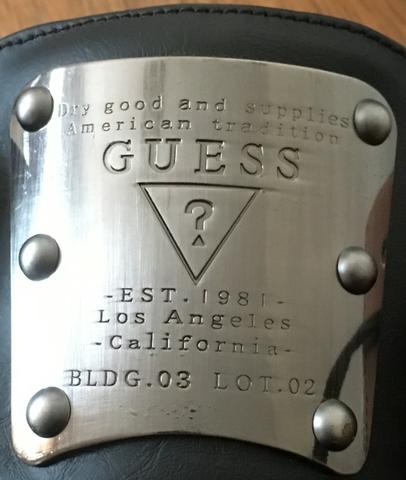 Dry good and supplies
American tradition
GUESS
?
-EST.1981-
Los Angeles
-California-
BLDG.03 LOT.02